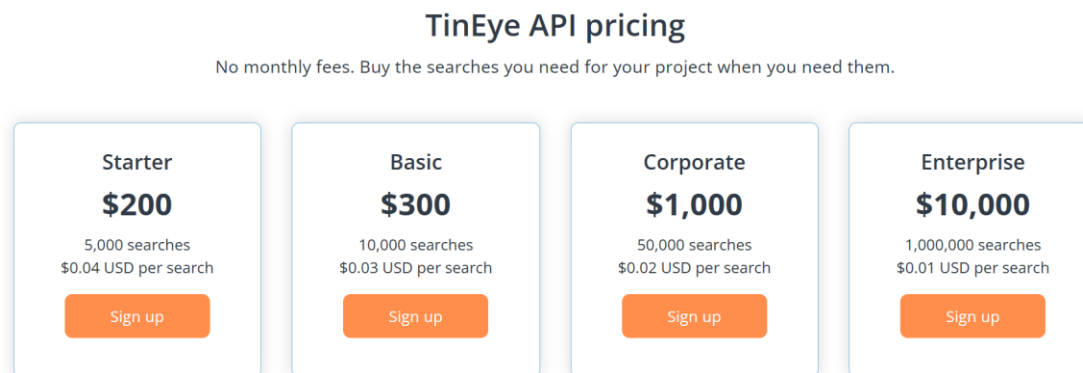 TinEye API pricing
No monthly fees. Buy the searches you need for your project when you need them.
Starter
$200
5,000 searches
$0.04 USD per search
Sign up
Basic
$300
10,000 searches
$0.03 USD per search
Sign up
Corporate
$1,000
50,000 searches
$0.02 USD per search
Sign up
Enterprise
$10,000
1,000,000 searches
$0.01 USD per search
Sign up